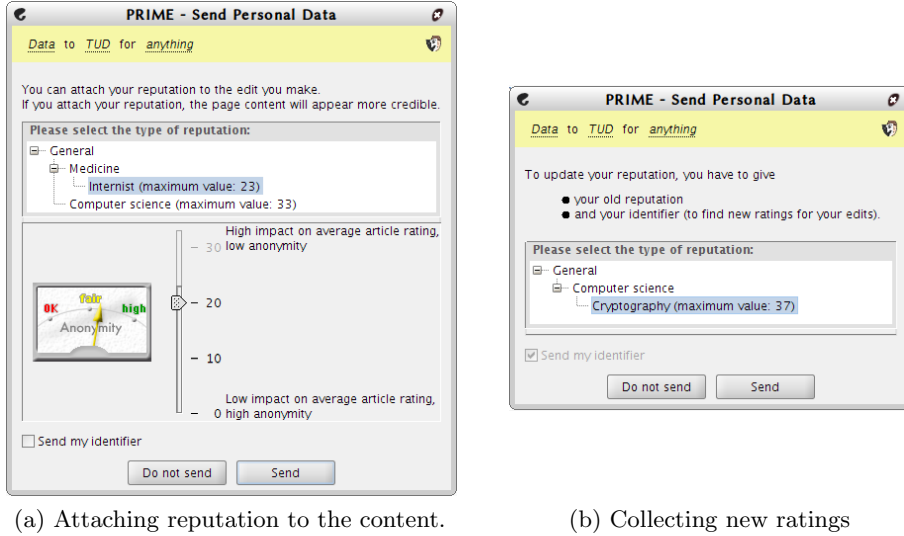 PRIME - Send Personal Data
Data to TUD for anything
You can attach your reputation to the edit you make.
If you attach your reputation, the page content will appear more credible.
Please select the type of reputation:
General
Medicine
Internist (maximum value: 23)
Computer science (maximum value: 33)
High impact on average article rating,
30 low anonymity
OK fair high
Anonymity
20
10
Low impact on average article rating,
0 high anonymity
Send my identifier
Do not send Send
(a) Attaching reputation to the content.
PRIME - Send Personal Data
Data to TUD for anything
To update your reputation, you have to give
● your old reputation
● and your identifier (to find new ratings for your edits).
Please select the type of reputation:
General
Computer science
Cryptography (maximum value: 37)
Send my identifier
Do not send Send
(b) Collecting new ratings